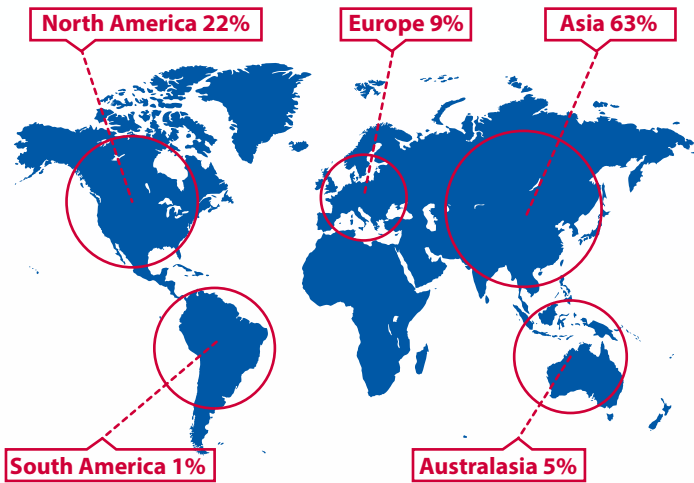 North America 22%
Europe 9%
Asia 63%
South America 1%
Australasia 5%